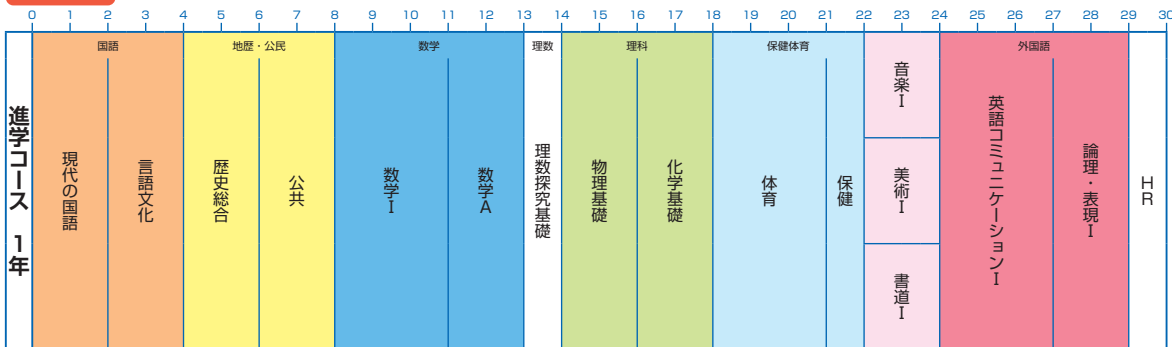 0 1 2 3 4 5 6 7 8 9 10 11 12 13 14 15 16 17 18 19 20 21 22 23 24 25 26 27 28 29 30
進学コース 1年
国語
地歴・公民
数学
理数
理科
保健体育
外国語
現代の国語
言語文化
歴史総合
公共
数学Ⅰ
数学A
理数探究基礎
物理基礎
化学基礎
体育
保健
音楽Ⅰ
美術Ⅰ
書道Ⅰ
英語コミュニケーションⅠ
論理・表現Ⅰ
HR